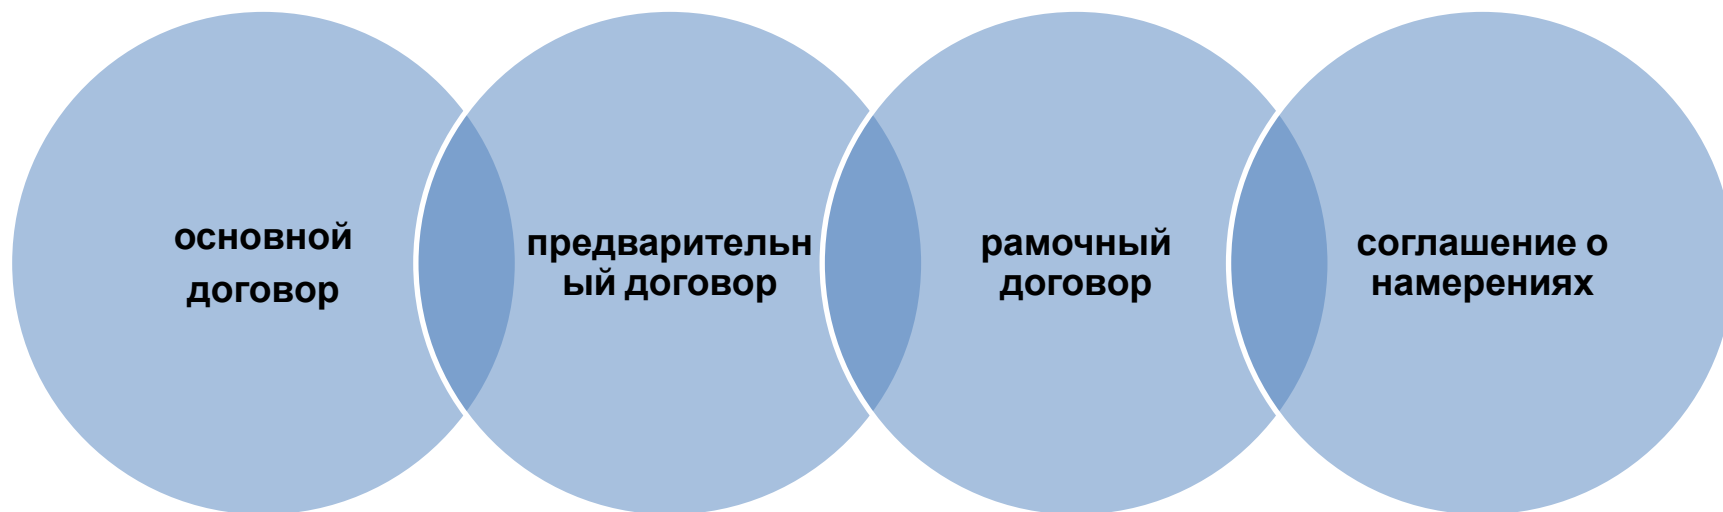 основной
договор
предварительн
ый договор
рамочный
договор
соглашение о
намерениях